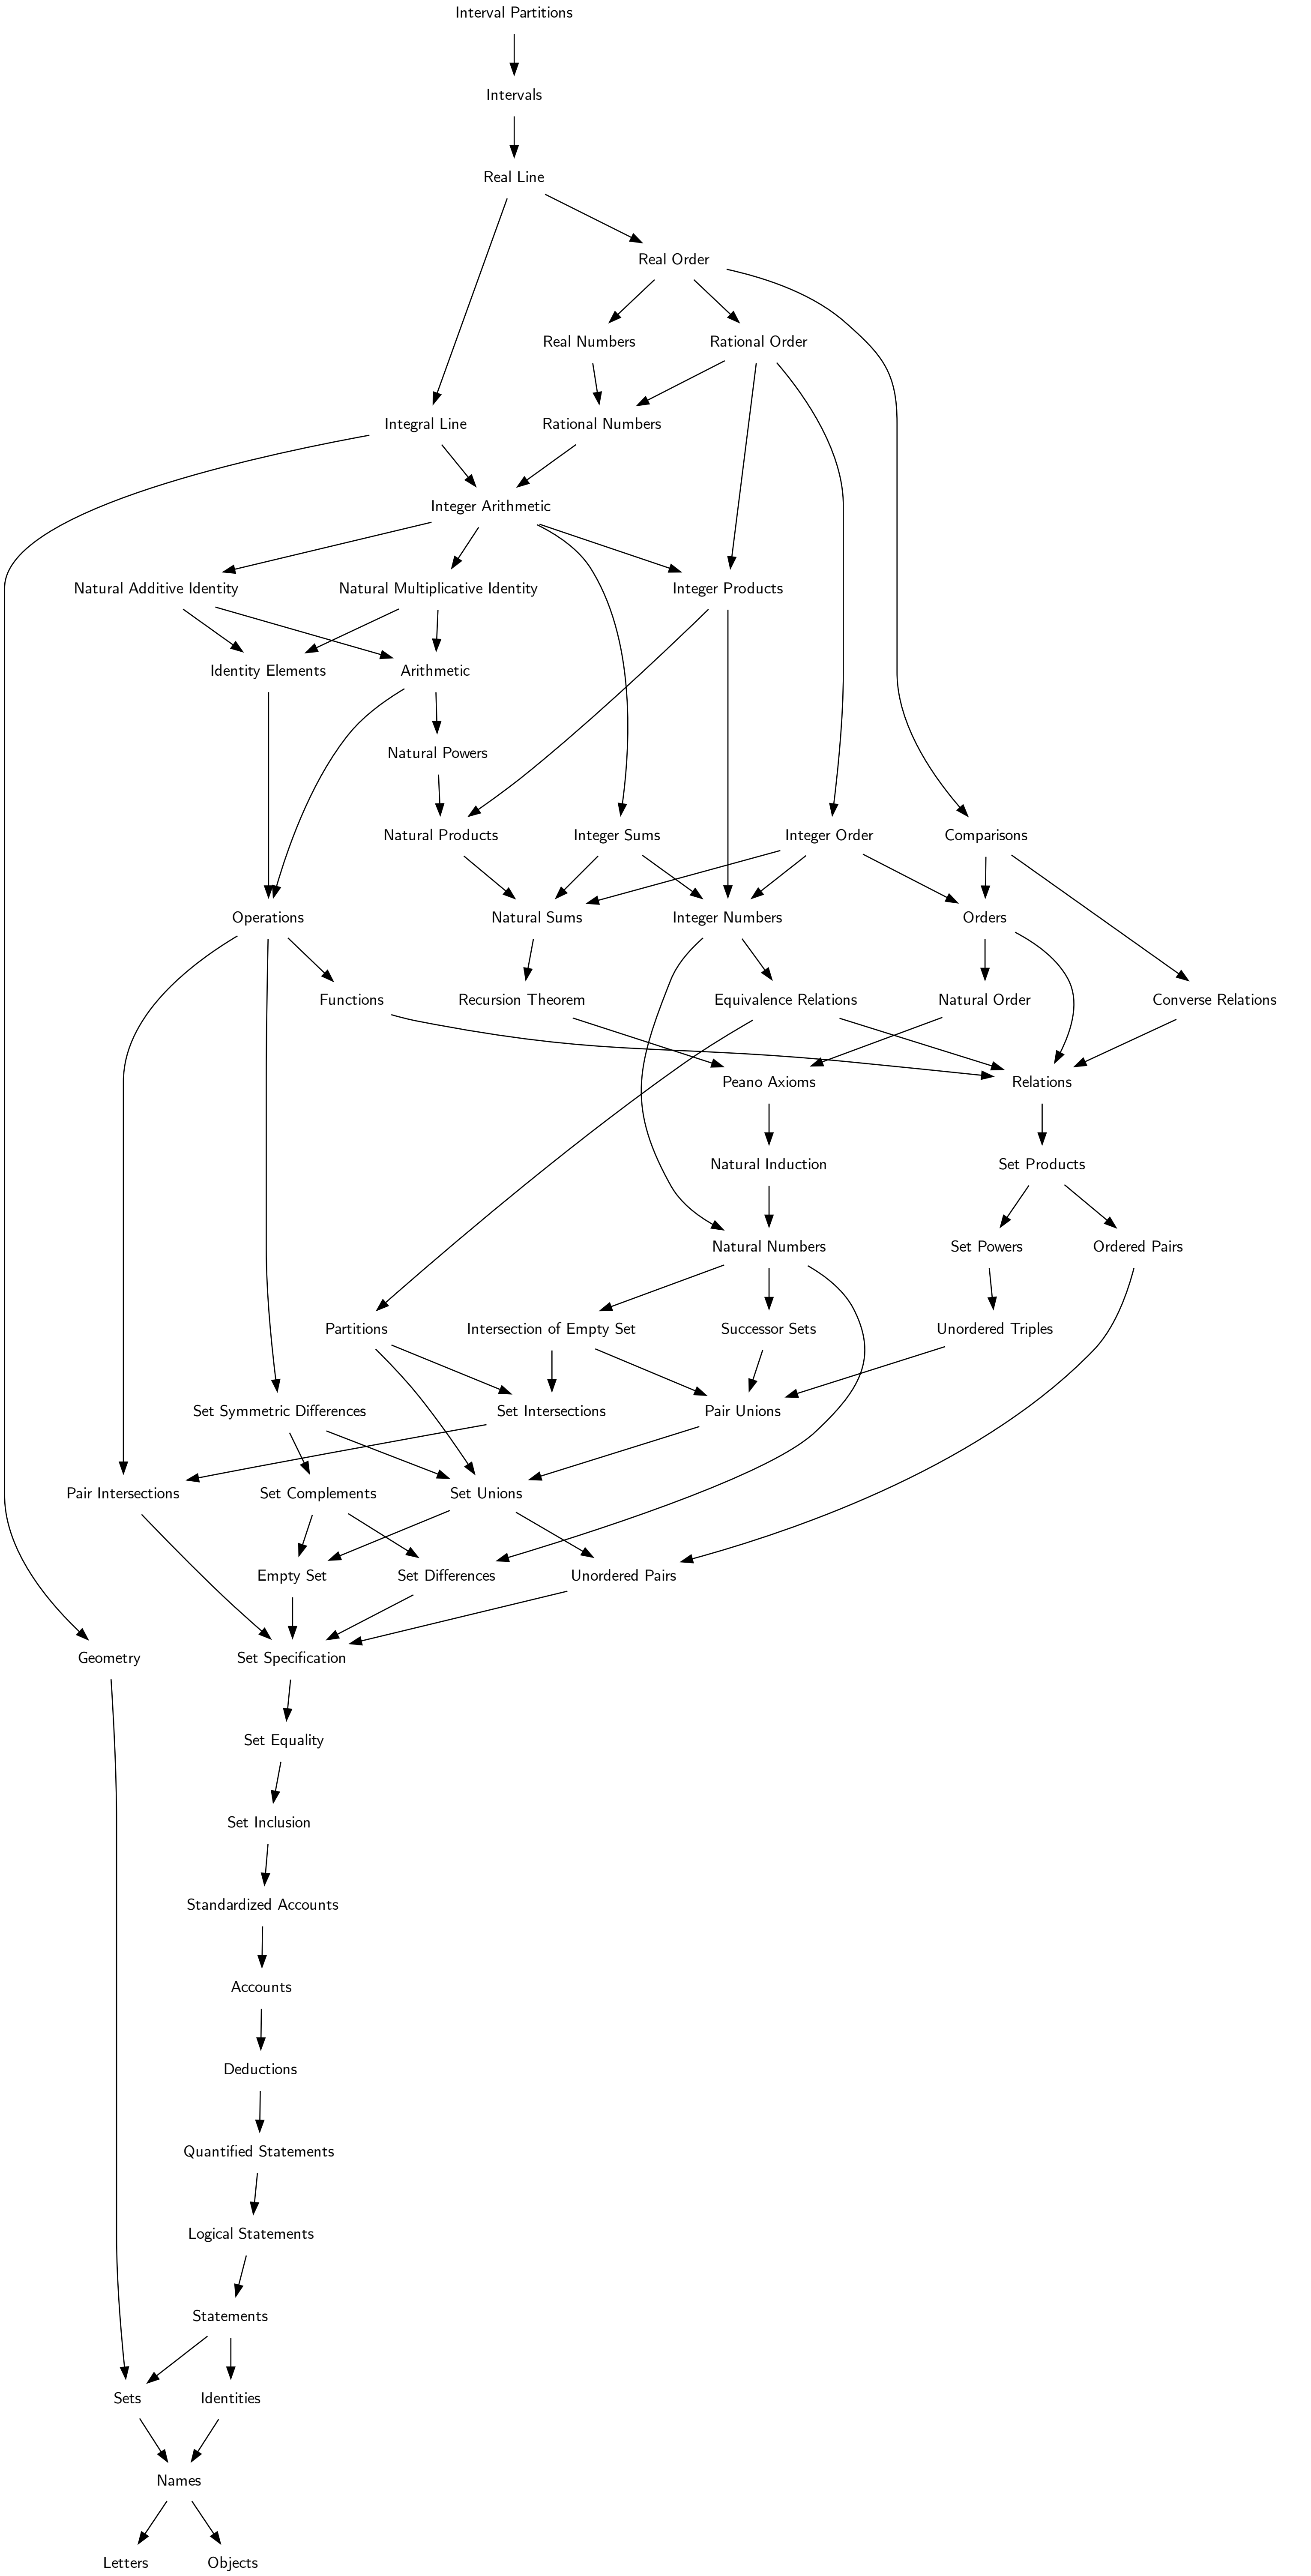 Interval Partitions
Intervals
Real Line
Real Order
Real Numbers
Rational Order
Integral Line
Rational Numbers
Integer Arithmetic
Natural Additive Identity
Natural Multiplicative Identity
Integer Products
Identity Elements
Arithmetic
Natural Powers
Natural Products
Integer Sums
Integer Order
Comparisons
Operations
Natural Sums
Integer Numbers
Orders
Functions
Recursion Theorem
Equivalence Relations
Natural Order
Converse Relations
Peano Axioms
Relations
Natural Induction
Set Products
Natural Numbers
Set Powers
Ordered Pairs
Partitions
Intersection of Empty Set
Successor Sets
Unordered Triples
Set Symmetric Differences
Set Intersections
Pair Unions
Pair Intersections
Set Complements
Set Unions
Empty Set
Set Differences
Unordered Pairs
Geometry
Set Specification
Set Equality
Set Inclusion
Standardized Accounts
Accounts
Deductions
Quantified Statements
Logical Statements
Statements
Sets
Identities
Names
Letters
Objects